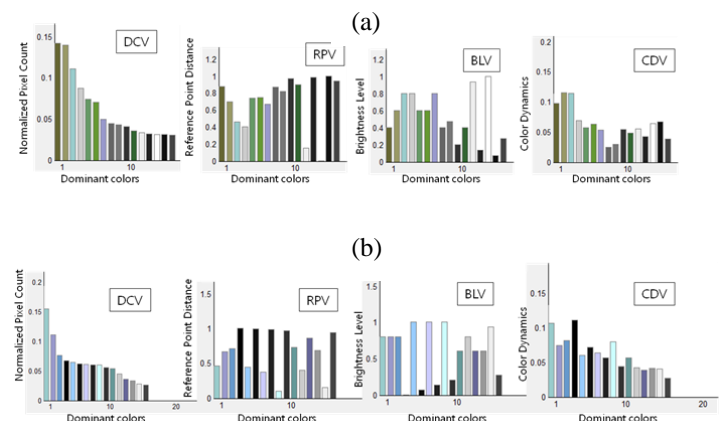 (a)
DCV
Normalized Pixel Count
0.15
0.1
0.05
0
1
10
Dominant colors
RPV
Reference Point Distance
1.2
1
0.8
0.6
0.4
0.2
0
1
10
Dominant colors
BLV
Brightness Level
1.2
1
0.8
0.6
0.4
0.2
0
1
10
Dominant colors
CDV
Color Dynamics
0.2
0.15
0.1
0.05
0
1
10
Dominant colors
(b)
DCV
Normalized Pixel Count
0.2
0.15
0.1
0.05
0
1
10
20
Dominant colors
RPV
Reference Point Distance
1.5
1
0.5
0
1
10
Dominant colors
BLV
Brightness Level
1.5
1
0.5
0
1
10
Dominant colors
CDV
Color Dynamics
0.15
0.1
0.05
0
1
10
20
Dominant colors